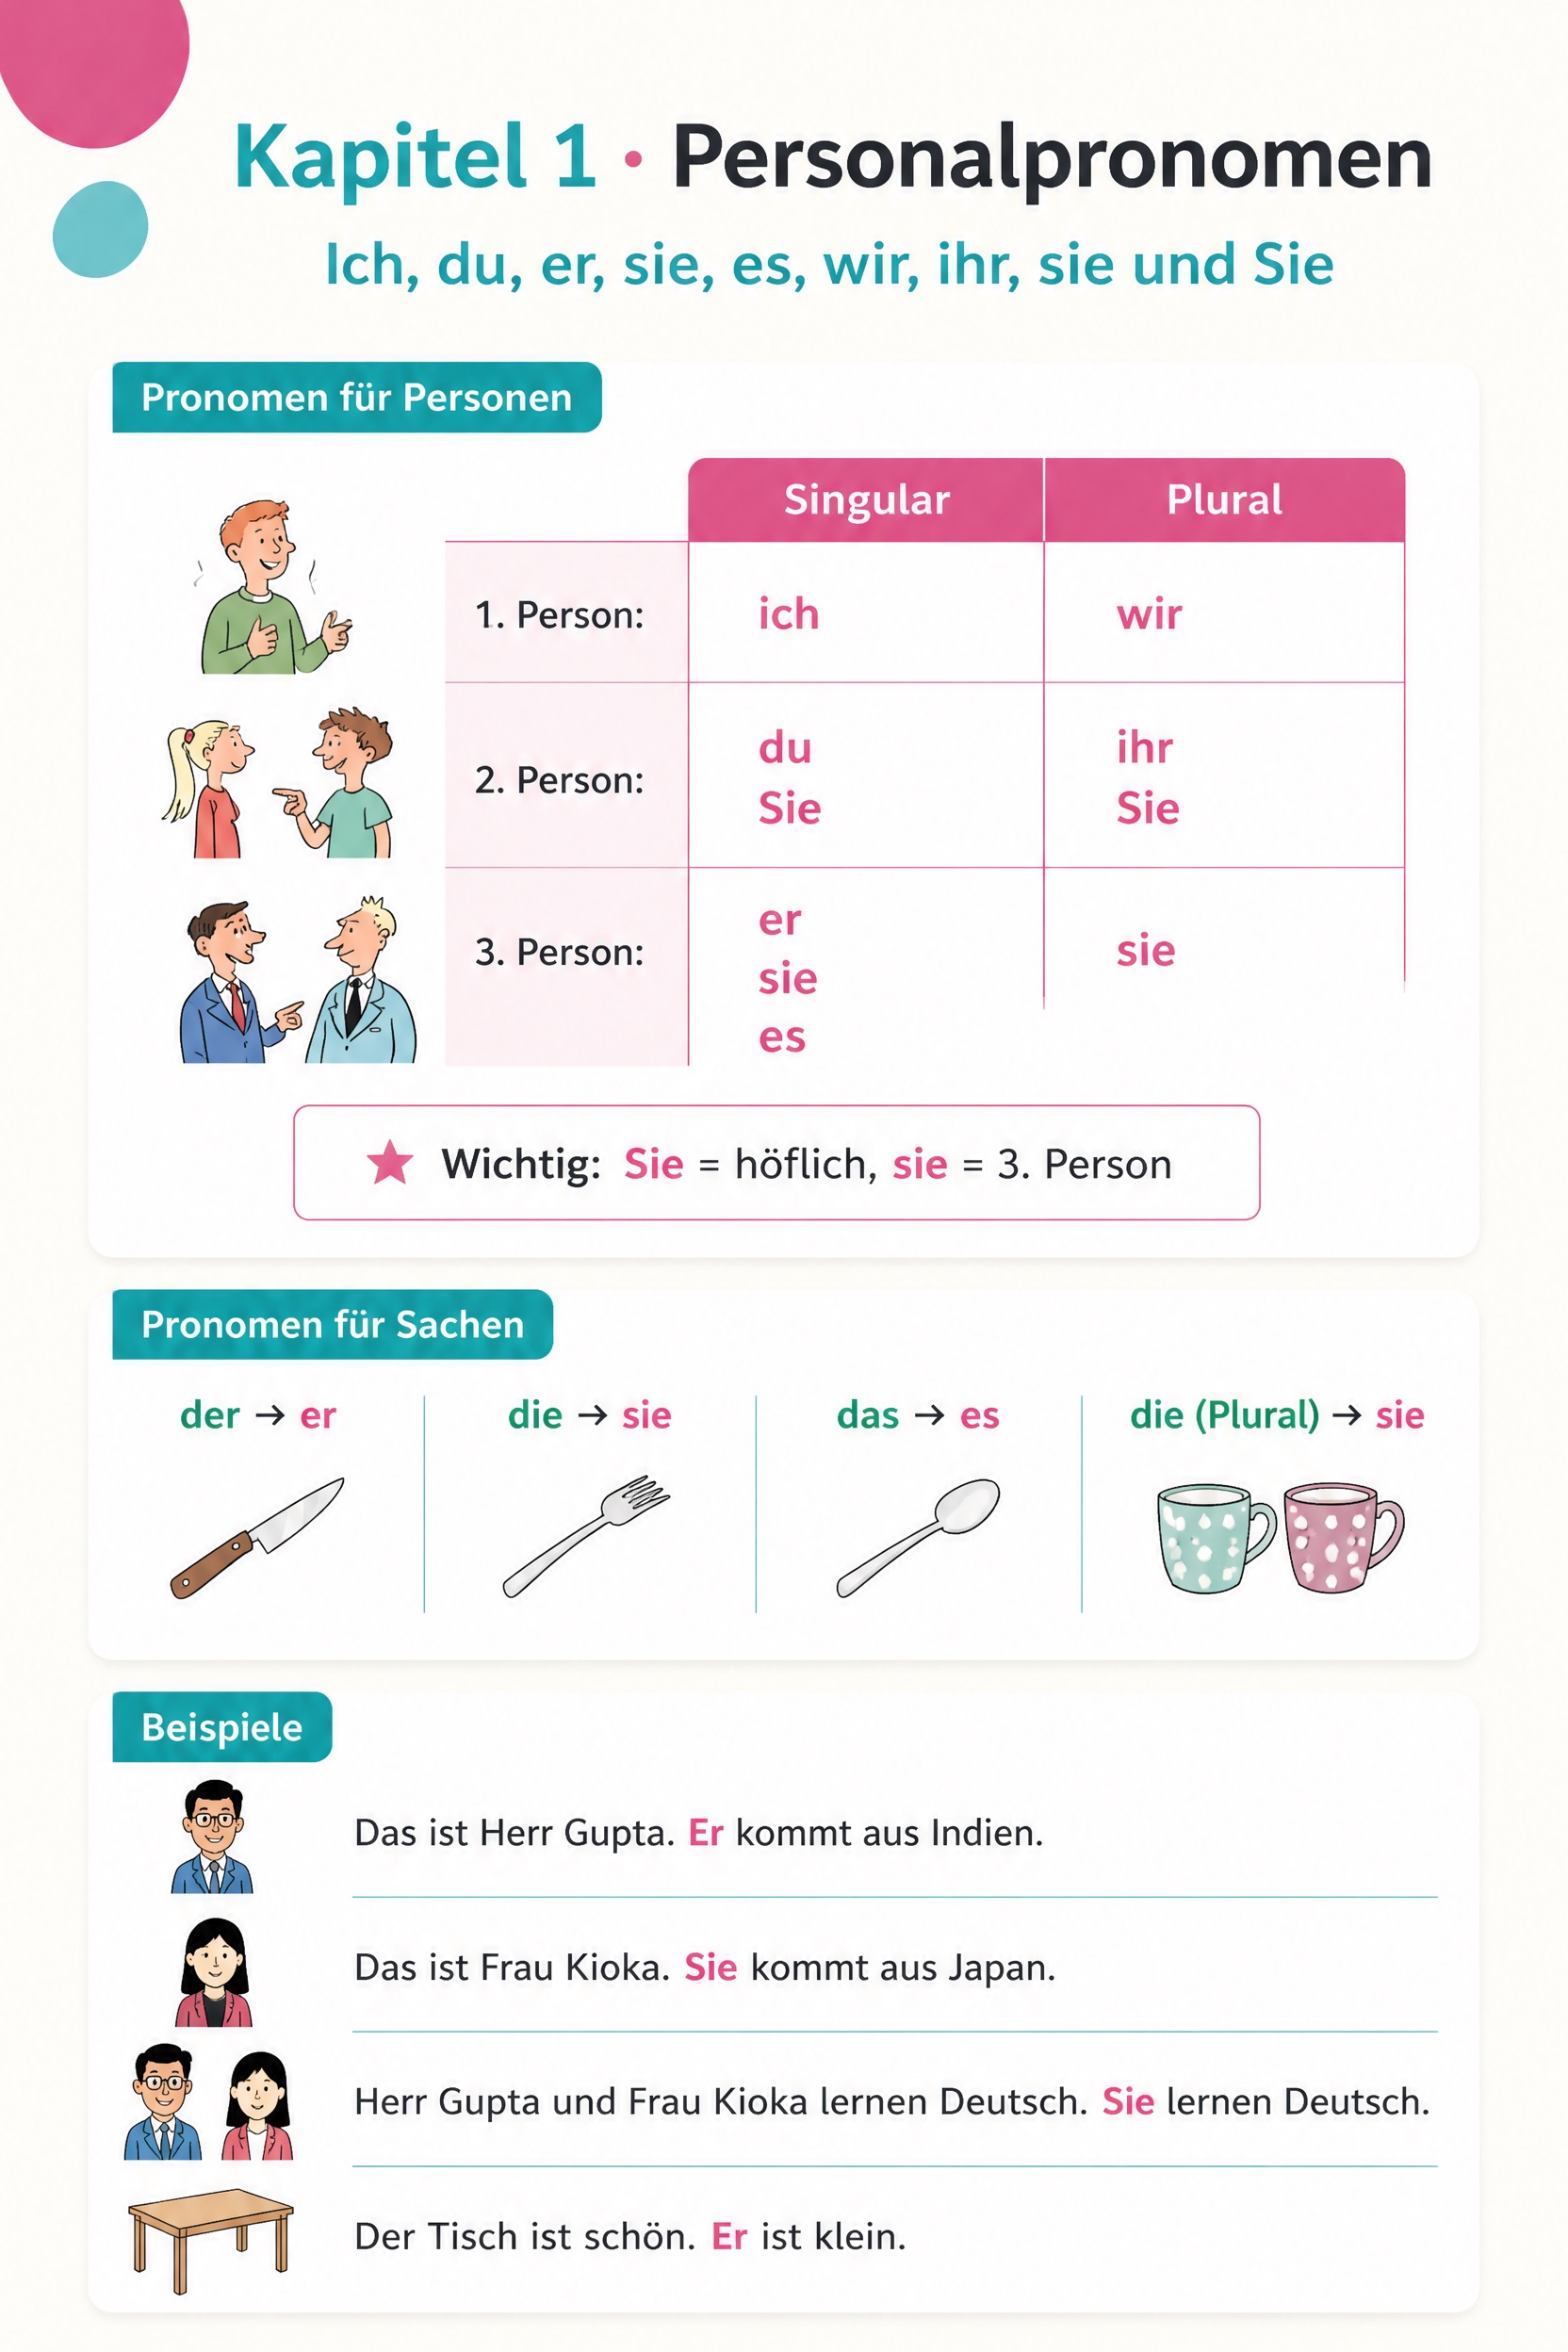 Kapitel 1 • Personalpronomen
Ich, du, er, sie, es, wir, ihr, sie und Sie
Pronomen für Personen
Singular Plural
1. Person: ich wir
2. Person: du ihr
Sie Sie
3. Person: er sie
sie
es
★ Wichtig: Sie = höflich, sie = 3. Person
Pronomen für Sachen
der → er die → sie das → es die (Plural) → sie
Beispiele
Das ist Herr Gupta. Er kommt aus Indien.
Das ist Frau Kioka. Sie kommt aus Japan.
Herr Gupta und Frau Kioka lernen Deutsch. Sie lernen Deutsch.
Der Tisch ist schön. Er ist klein.